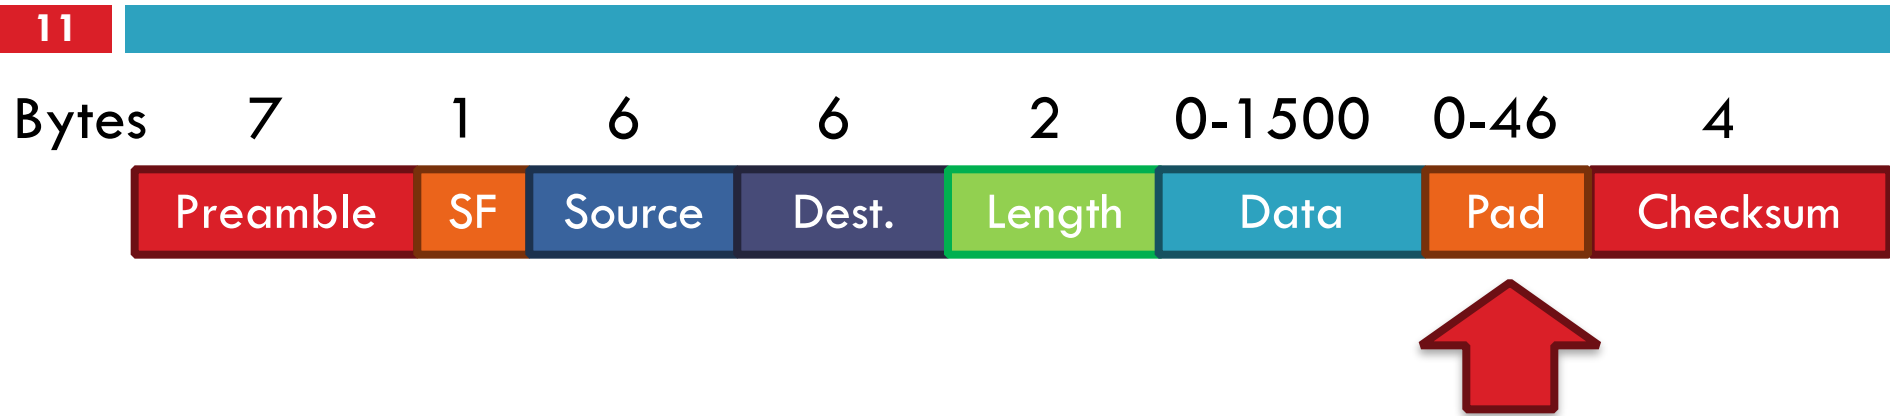 11
Bytes 7 1 6 6 2 0-1500 0-46 4
Preamble SF Source Dest. Length Data Pad Checksum